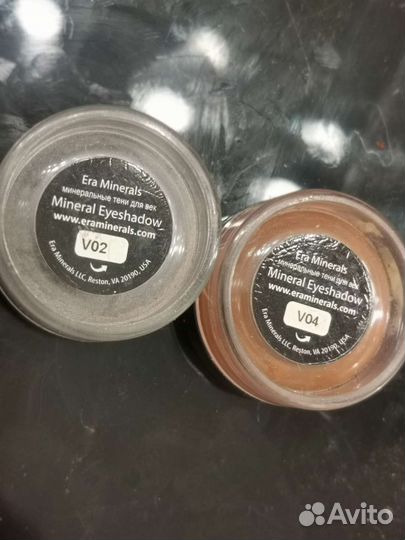 Era Minerals
минеральные тени для век
Mineral Eyeshadow
www.eraminerals.com
V02
Era Minerals LLC, Reston, VA 20190, USA
Era Minerals
минеральные тени для век
Mineral Eyeshadow
www.eraminerals.com
V04
Era Minerals LLC, Reston, VA 20190, USA
Avito